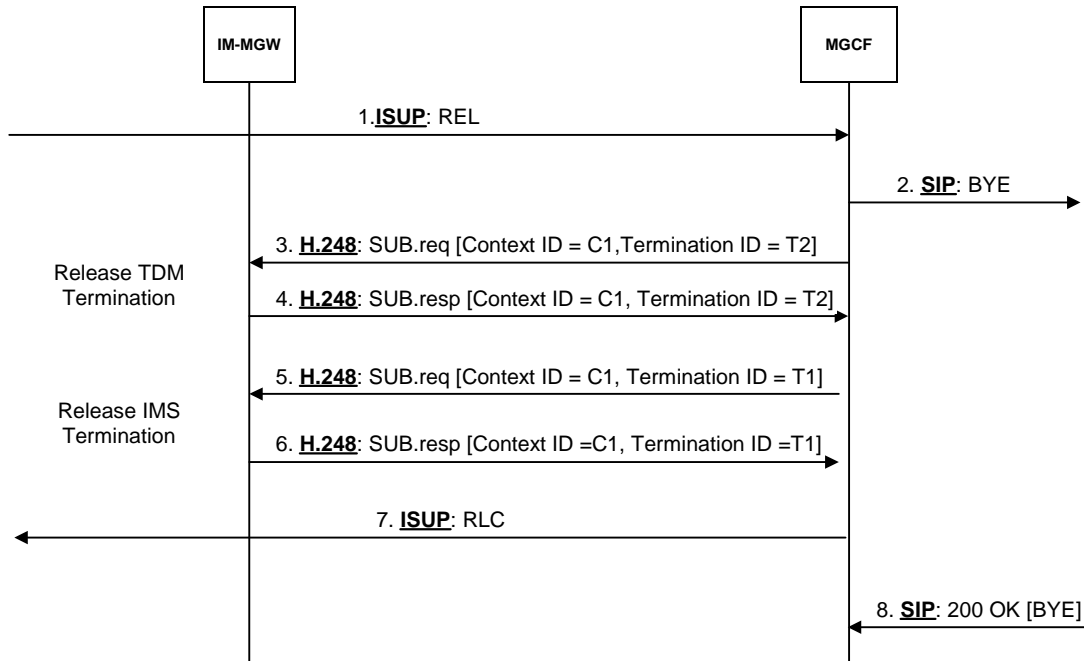 IM-MGW
MGCF
1.ISUP: REL
2. SIP: BYE
3. H.248: SUB.req [Context ID = C1,Termination ID = T2]
Release TDM
Termination
4. H.248: SUB.resp [Context ID = C1, Termination ID = T2]
5. H.248: SUB.req [Context ID = C1, Termination ID = T1]
Release IMS
Termination
6. H.248: SUB.resp [Context ID =C1, Termination ID =T1]
7. ISUP: RLC
8. SIP: 200 OK [BYE]